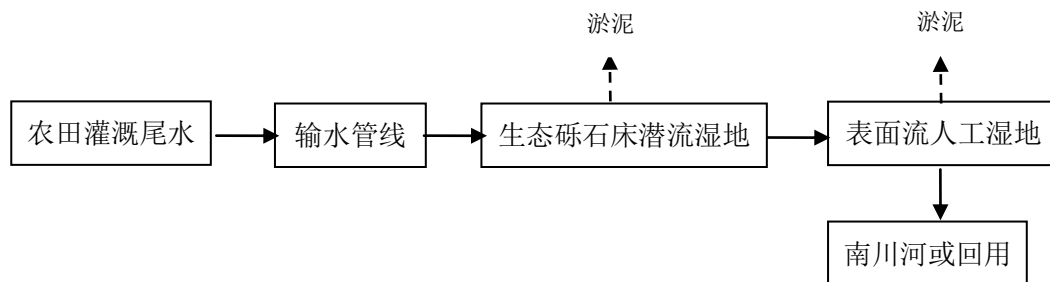 淤泥
淤泥
农田灌溉尾水
输水管线
生态砾石床潜流湿地
表面流人工湿地
南川河或回用